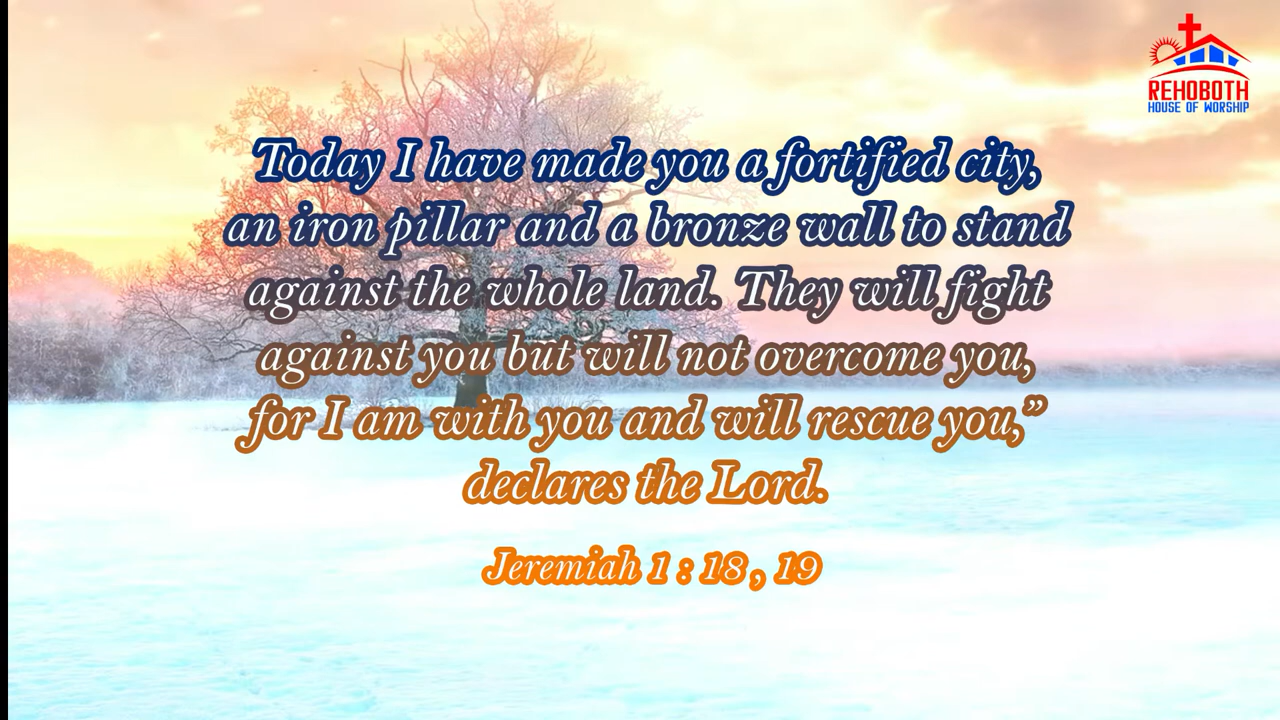 REHOBOTH
HOUSE OF WORSHIP
Today I have made you a fortified city,
an iron pillar and a bronze wall to stand
against the whole land. They will fight
against you but will not overcome you,
for I am with you and will rescue you,”
declares the Lord.
Jeremiah 1 : 18 , 19